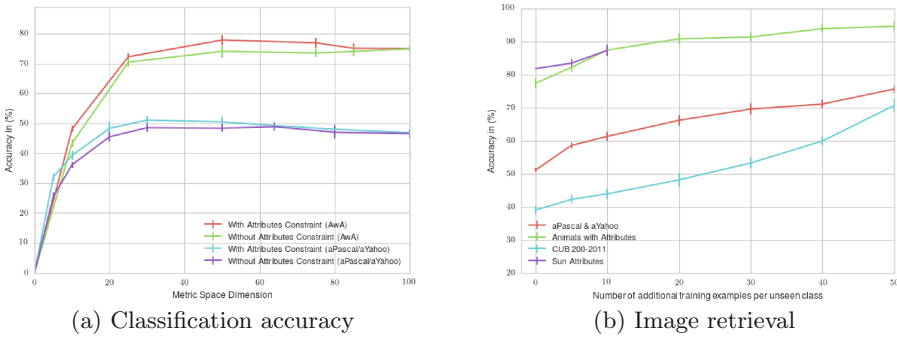 80
70
60
50
40
30
20
10
0
0
20
40
60
80
100
Accuracy in (%)
Metric Space Dimension
With Attributes Constraint (AwA)
Without Attributes Constraint (AwA)
With Attributes Constraint (aPascal/aYahoo)
Without Attributes Constraint (aPascal/aYahoo)
(a) Classification accuracy
100
90
80
70
60
50
40
30
20
0
10
20
30
40
50
Accuracy in (%)
Number of additional training examples per unseen class
aPascal & aYahoo
Animals with Attributes
CUB 200-2011
Sun Attributes
(b) Image retrieval